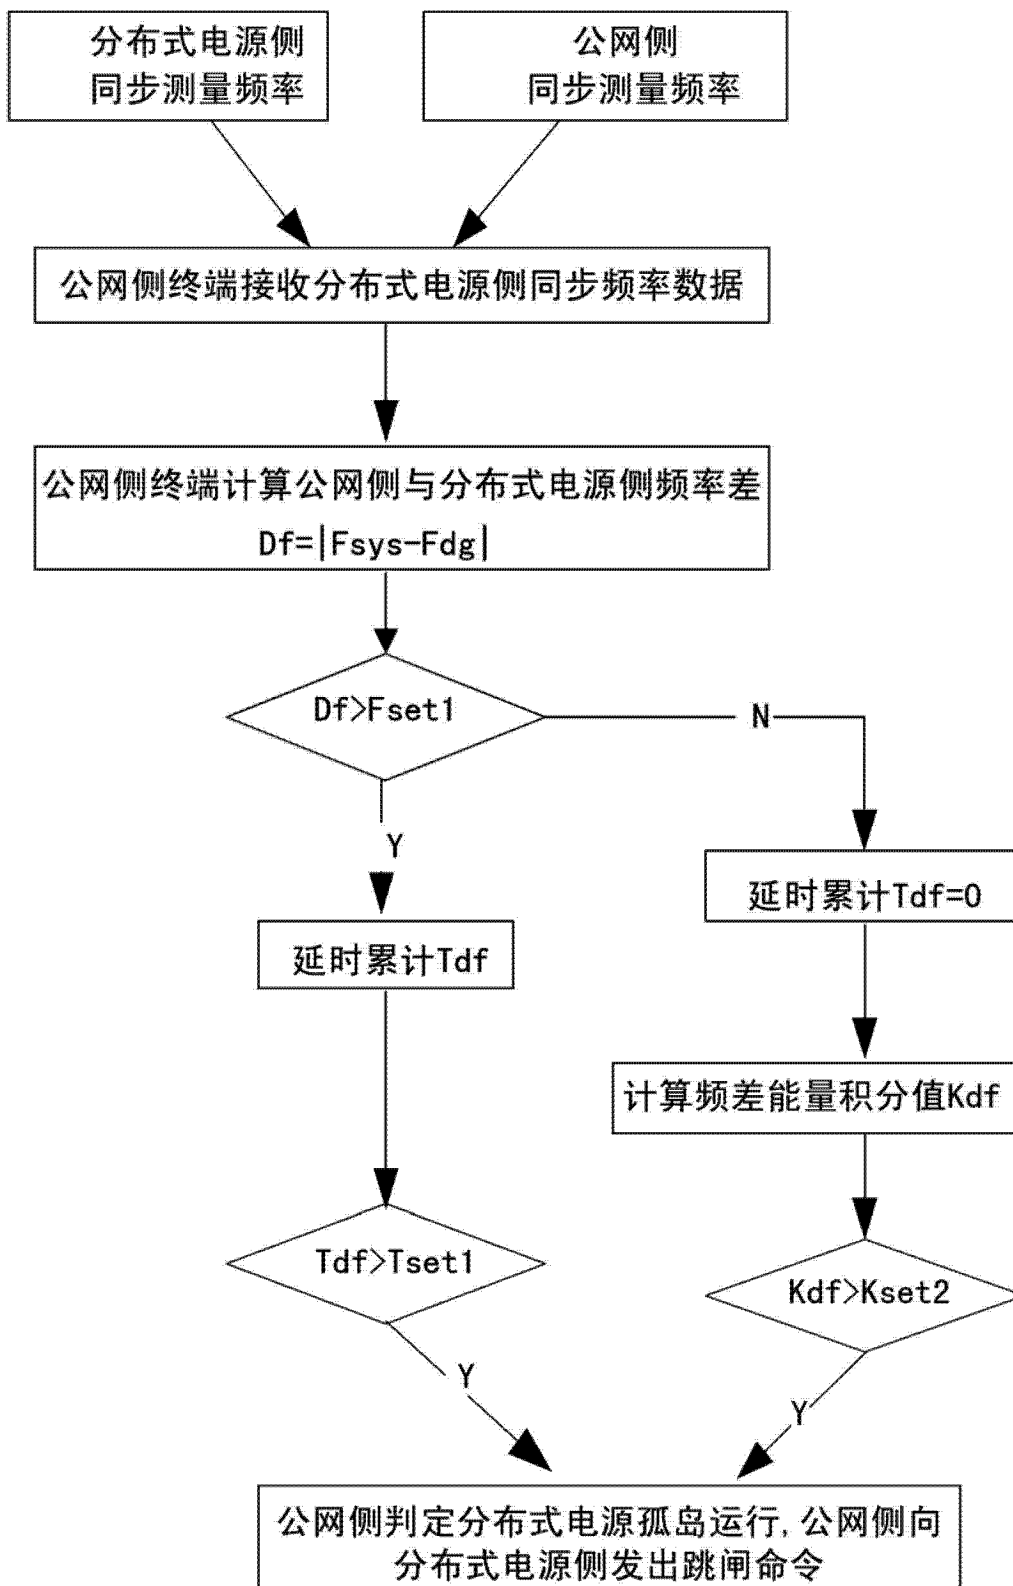 分布式电源侧
同步测量频率
公网侧
同步测量频率
公网侧终端接收分布式电源侧同步频率数据
公网侧终端计算公网侧与分布式电源侧频率差
Df=|Fsys-Fdg|
Df>Fset1
N
Y
延时累计Tdf=0
延时累计Tdf
计算频差能量积分值Kdf
Tdf>Tset1
Kdf>Kset2
Y
Y
公网侧判定分布式电源孤岛运行,公网侧向
分布式电源侧发出跳闸命令